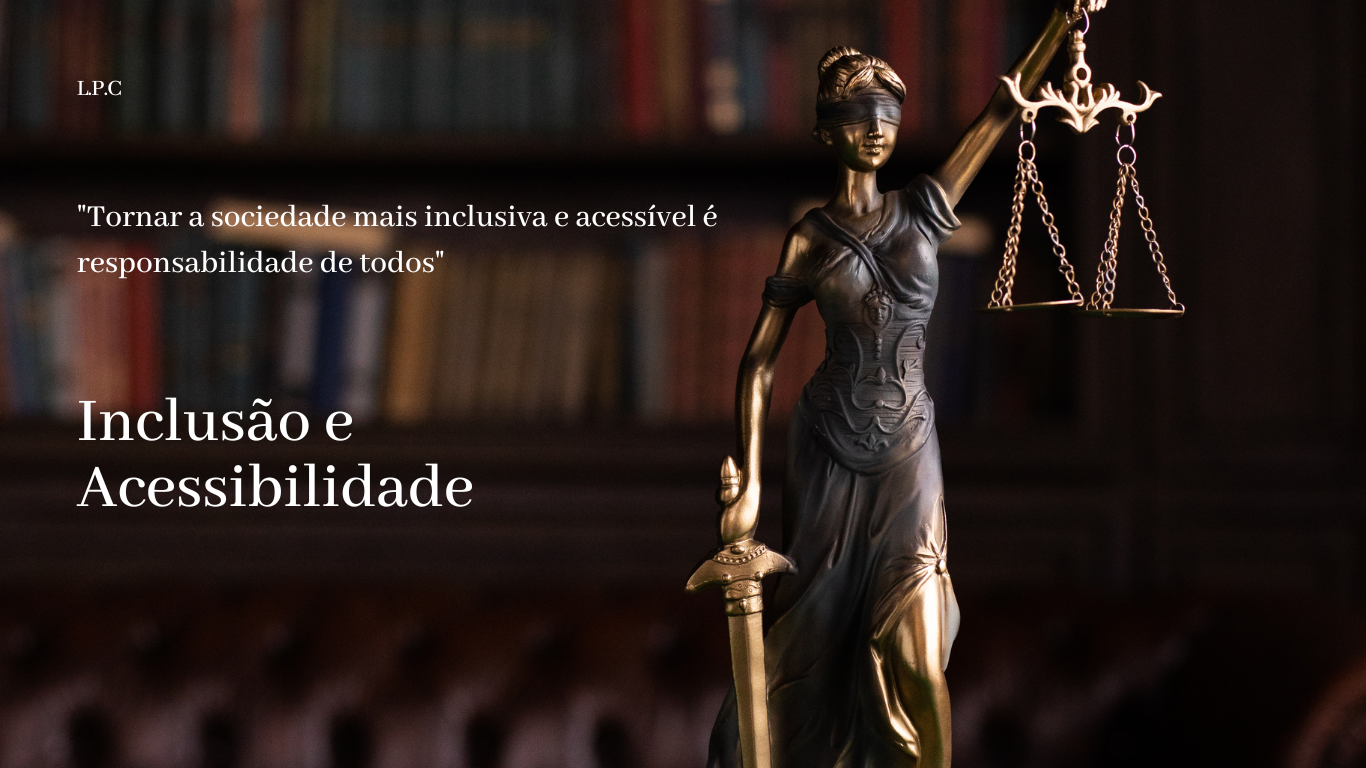 L.P.C
"Tornar a sociedade mais inclusiva e acessível é
responsabilidade de todos"
Inclusão e
Acessibilidade